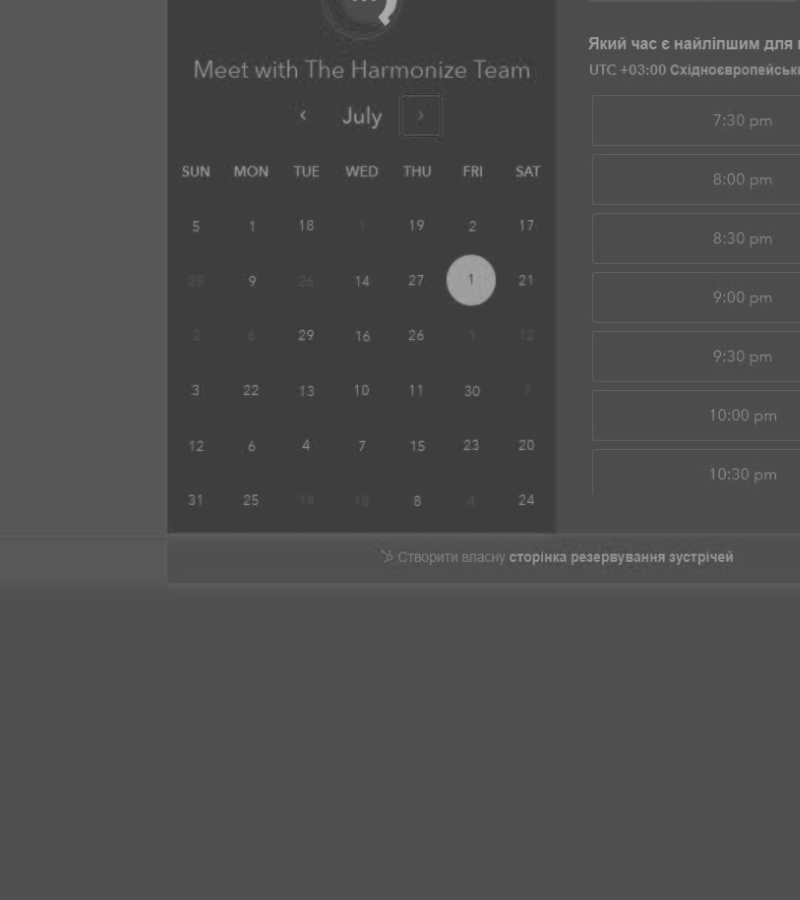 Meet with The Harmonize Team
July
SUN MON TUE WED THU FRI SAT
5 1 18 1 19 2 17
25 9 26 14 27 1 21
2 6 29 16 26 1 12
3 22 13 10 11 30 7
12 6 4 7 15 23 20
31 25 14 18 8 4 24
Який час є найліпшим для
UTC +03:00 Східноєвропейськ
7:30 pm
8:00 pm
8:30 pm
9:00 pm
9:30 pm
10:00 pm
10:30 pm
Створити власну сторінка резервування зустрічей